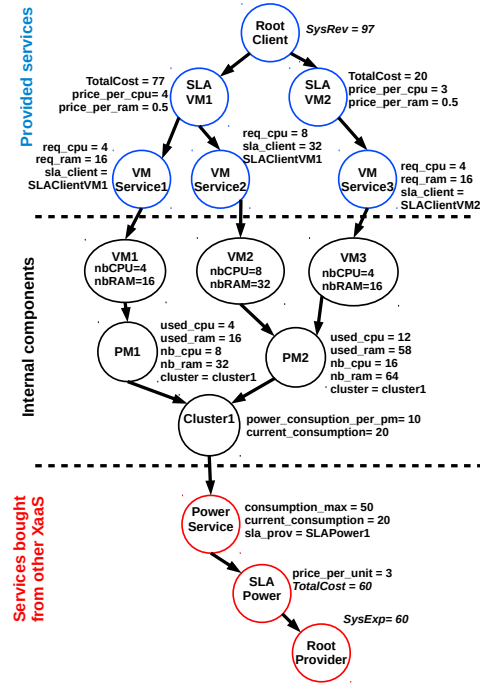 Root
Client
SysRev = 97
Provided services
TotalCost = 77
price_per_cpu= 4
price_per_ram = 0.5
SLA
VM1
SLA
VM2
TotalCost = 20
price_per_cpu = 3
price_per_ram = 0.5
req_cpu = 4
req_ram = 16
sla_client =
SLAClientVM1
VM
Service1
req_cpu = 8
sla_client = 32
SLAClientVM1
VM
Service2
VM
Service3
req_cpu = 4
req_ram = 16
sla_client =
SLAClientVM2
Internal components
VM1
nbCPU=4
nbRAM=16
VM2
nbCPU=8
nbRAM=32
VM3
nbCPU=4
nbRAM=16
PM1
used_cpu = 4
used_ram = 16
nb_cpu = 8
nb_ram = 32
cluster = cluster1
PM2
used_cpu = 12
used_ram = 58
nb_cpu = 16
nb_ram = 64
cluster = cluster1
Cluster1
power_consuption_per_pm= 10
current_consumption= 20
Services bought
from other XaaS
Power
Service
consumption_max = 50
current_consumption = 20
sla_prov = SLAPower1
SLA
Power
price_per_unit = 3
TotalCost = 60
SysExp= 60
Root
Provider